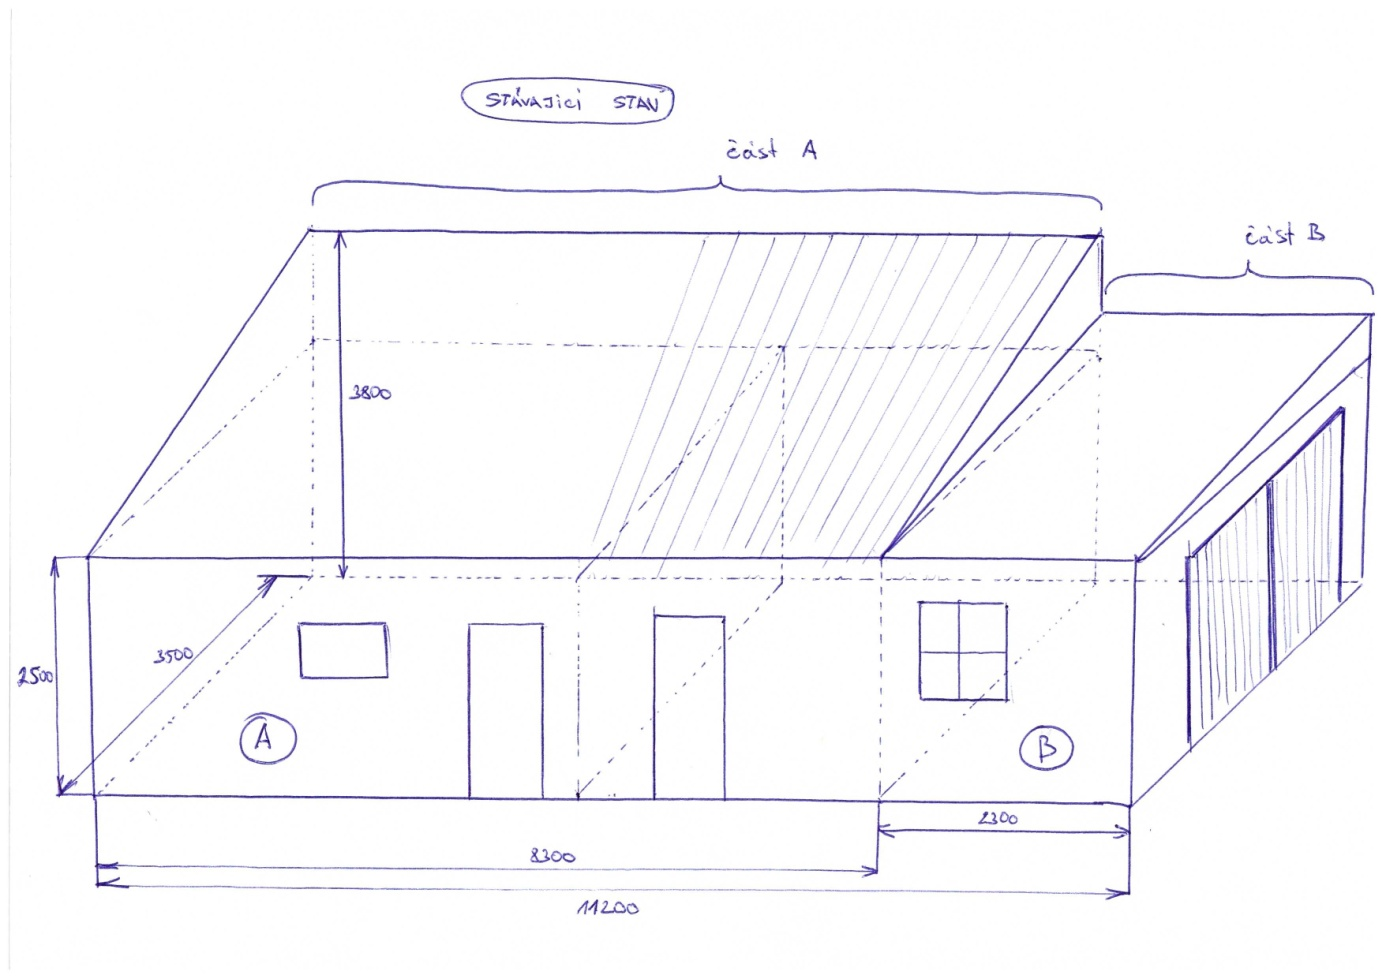 STÁVAJÍCÍ STAV
část A
část B
3800
3500
2500
A
B
2300
8300
11200